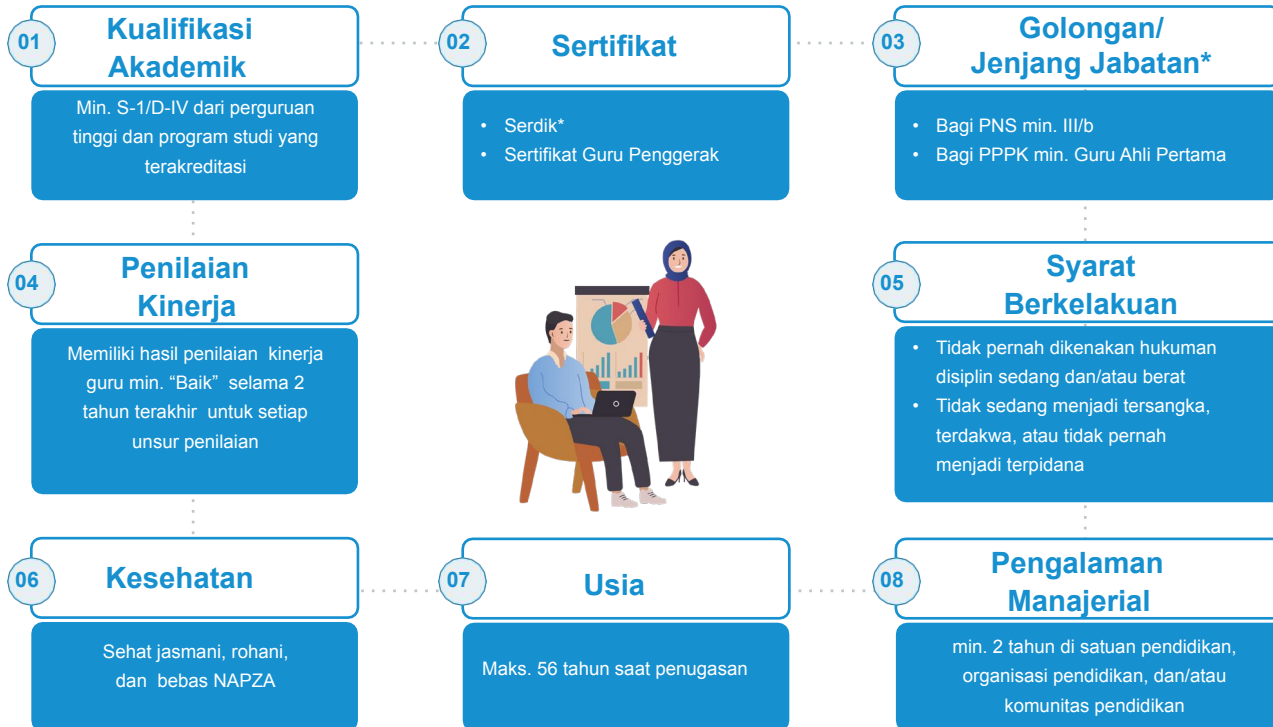 01
Kualifikasi
Akademik
Min. S-1/D-IV dari perguruan
tinggi dan program studi yang
terakreditasi
02
Sertifikat
• Serdik*
• Sertifikat Guru Penggerak
03
Golongan/
Jenjang Jabatan*
• Bagi PNS min. III/b
• Bagi PPPK min. Guru Ahli Pertama
04
Penilaian
Kinerja
Memiliki hasil penilaian kinerja
guru min. “Baik” selama 2
tahun terakhir untuk setiap
unsur penilaian
05
Syarat
Berkelakuan
• Tidak pernah dikenakan hukuman
disiplin sedang dan/atau berat
• Tidak sedang menjadi tersangka,
terdakwa, atau tidak pernah
menjadi terpidana
06
Kesehatan
Sehat jasmani, rohani,
dan bebas NAPZA
07
Usia
Maks. 56 tahun saat penugasan
08
Pengalaman
Manajerial
min. 2 tahun di satuan pendidikan,
organisasi pendidikan, dan/atau
komunitas pendidikan